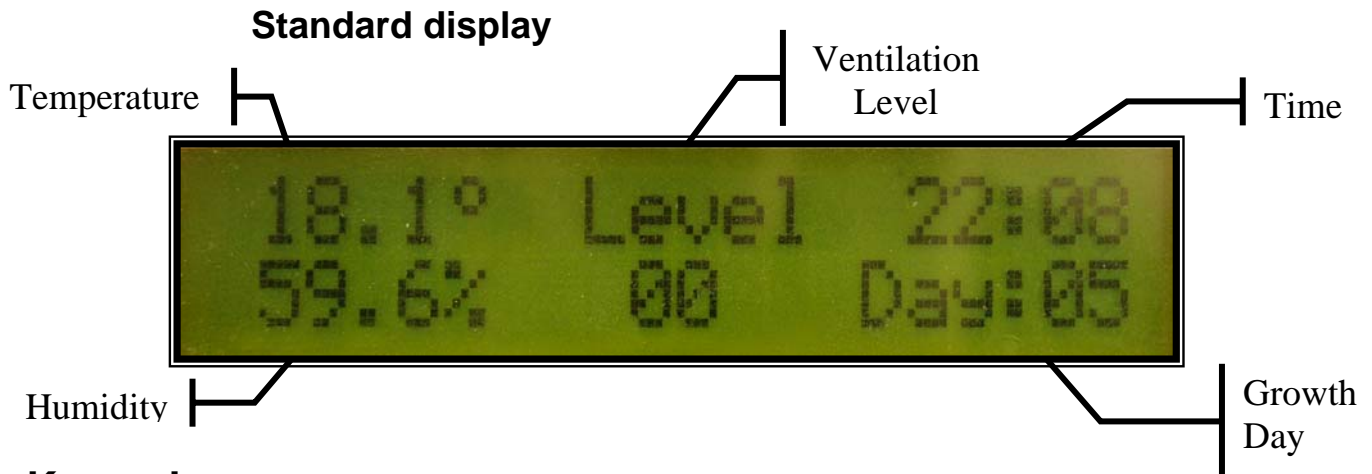 Standard display
Temperature
Ventilation
Level
Time
18.1° Level 22:08
59.6% 00 Day:05
Humidity
Growth
Day